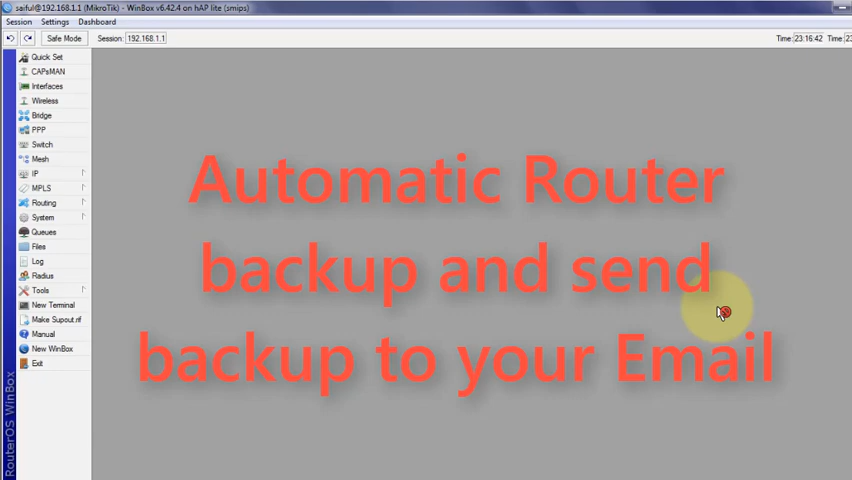 saiful@192.168.1.1 (MikroTik) - WinBox v6.42.4 on hAP lite (smips)
Session Settings Dashboard
Safe Mode Session: 192.168.1.1 Time: 23:16:42 Time: 23
Quick Set
CAPsMAN
Interfaces
Wireless
Bridge
PPP
Switch
Mesh
IP
MPLS
Routing
System
Queues
Files
Log
Radius
Tools
New Terminal
Make Supout.rif
Manual
New WinBox
Exit
RouterOS WinBox
Automatic Router
backup and send
backup to your Email